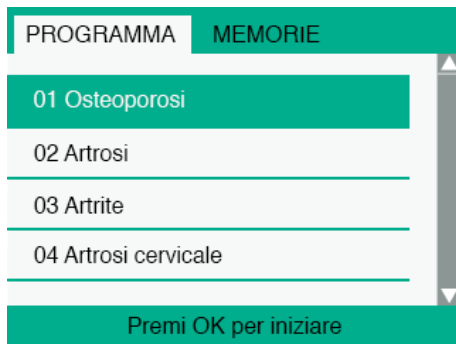 PROGRAMMA MEMORIE
01 Osteoporosi
02 Artrosi
03 Artrite
04 Artrosi cervicale
Premi OK per iniziare